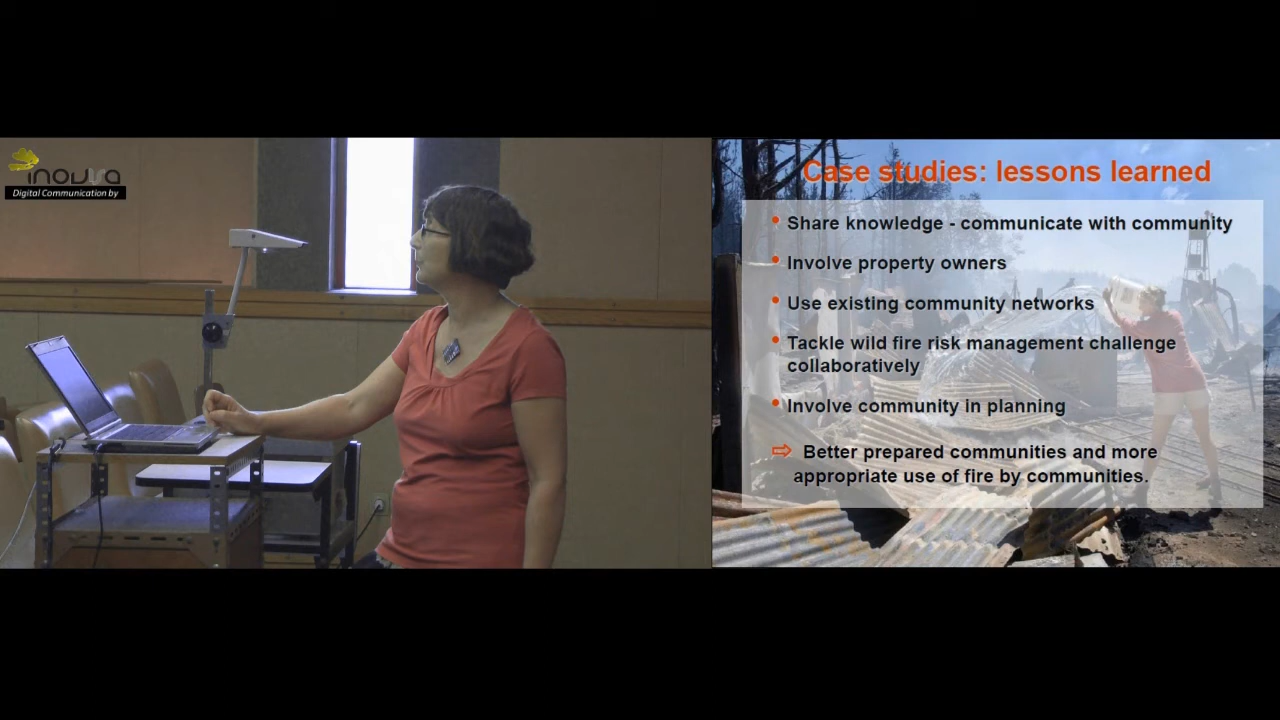 inovisa
Digital Communication by
Case studies: lessons learned
• Share knowledge - communicate with community
• Involve property owners
• Use existing community networks
• Tackle wild fire risk management challenge
collaboratively
• Involve community in planning
⇨ Better prepared communities and more
appropriate use of fire by communities.